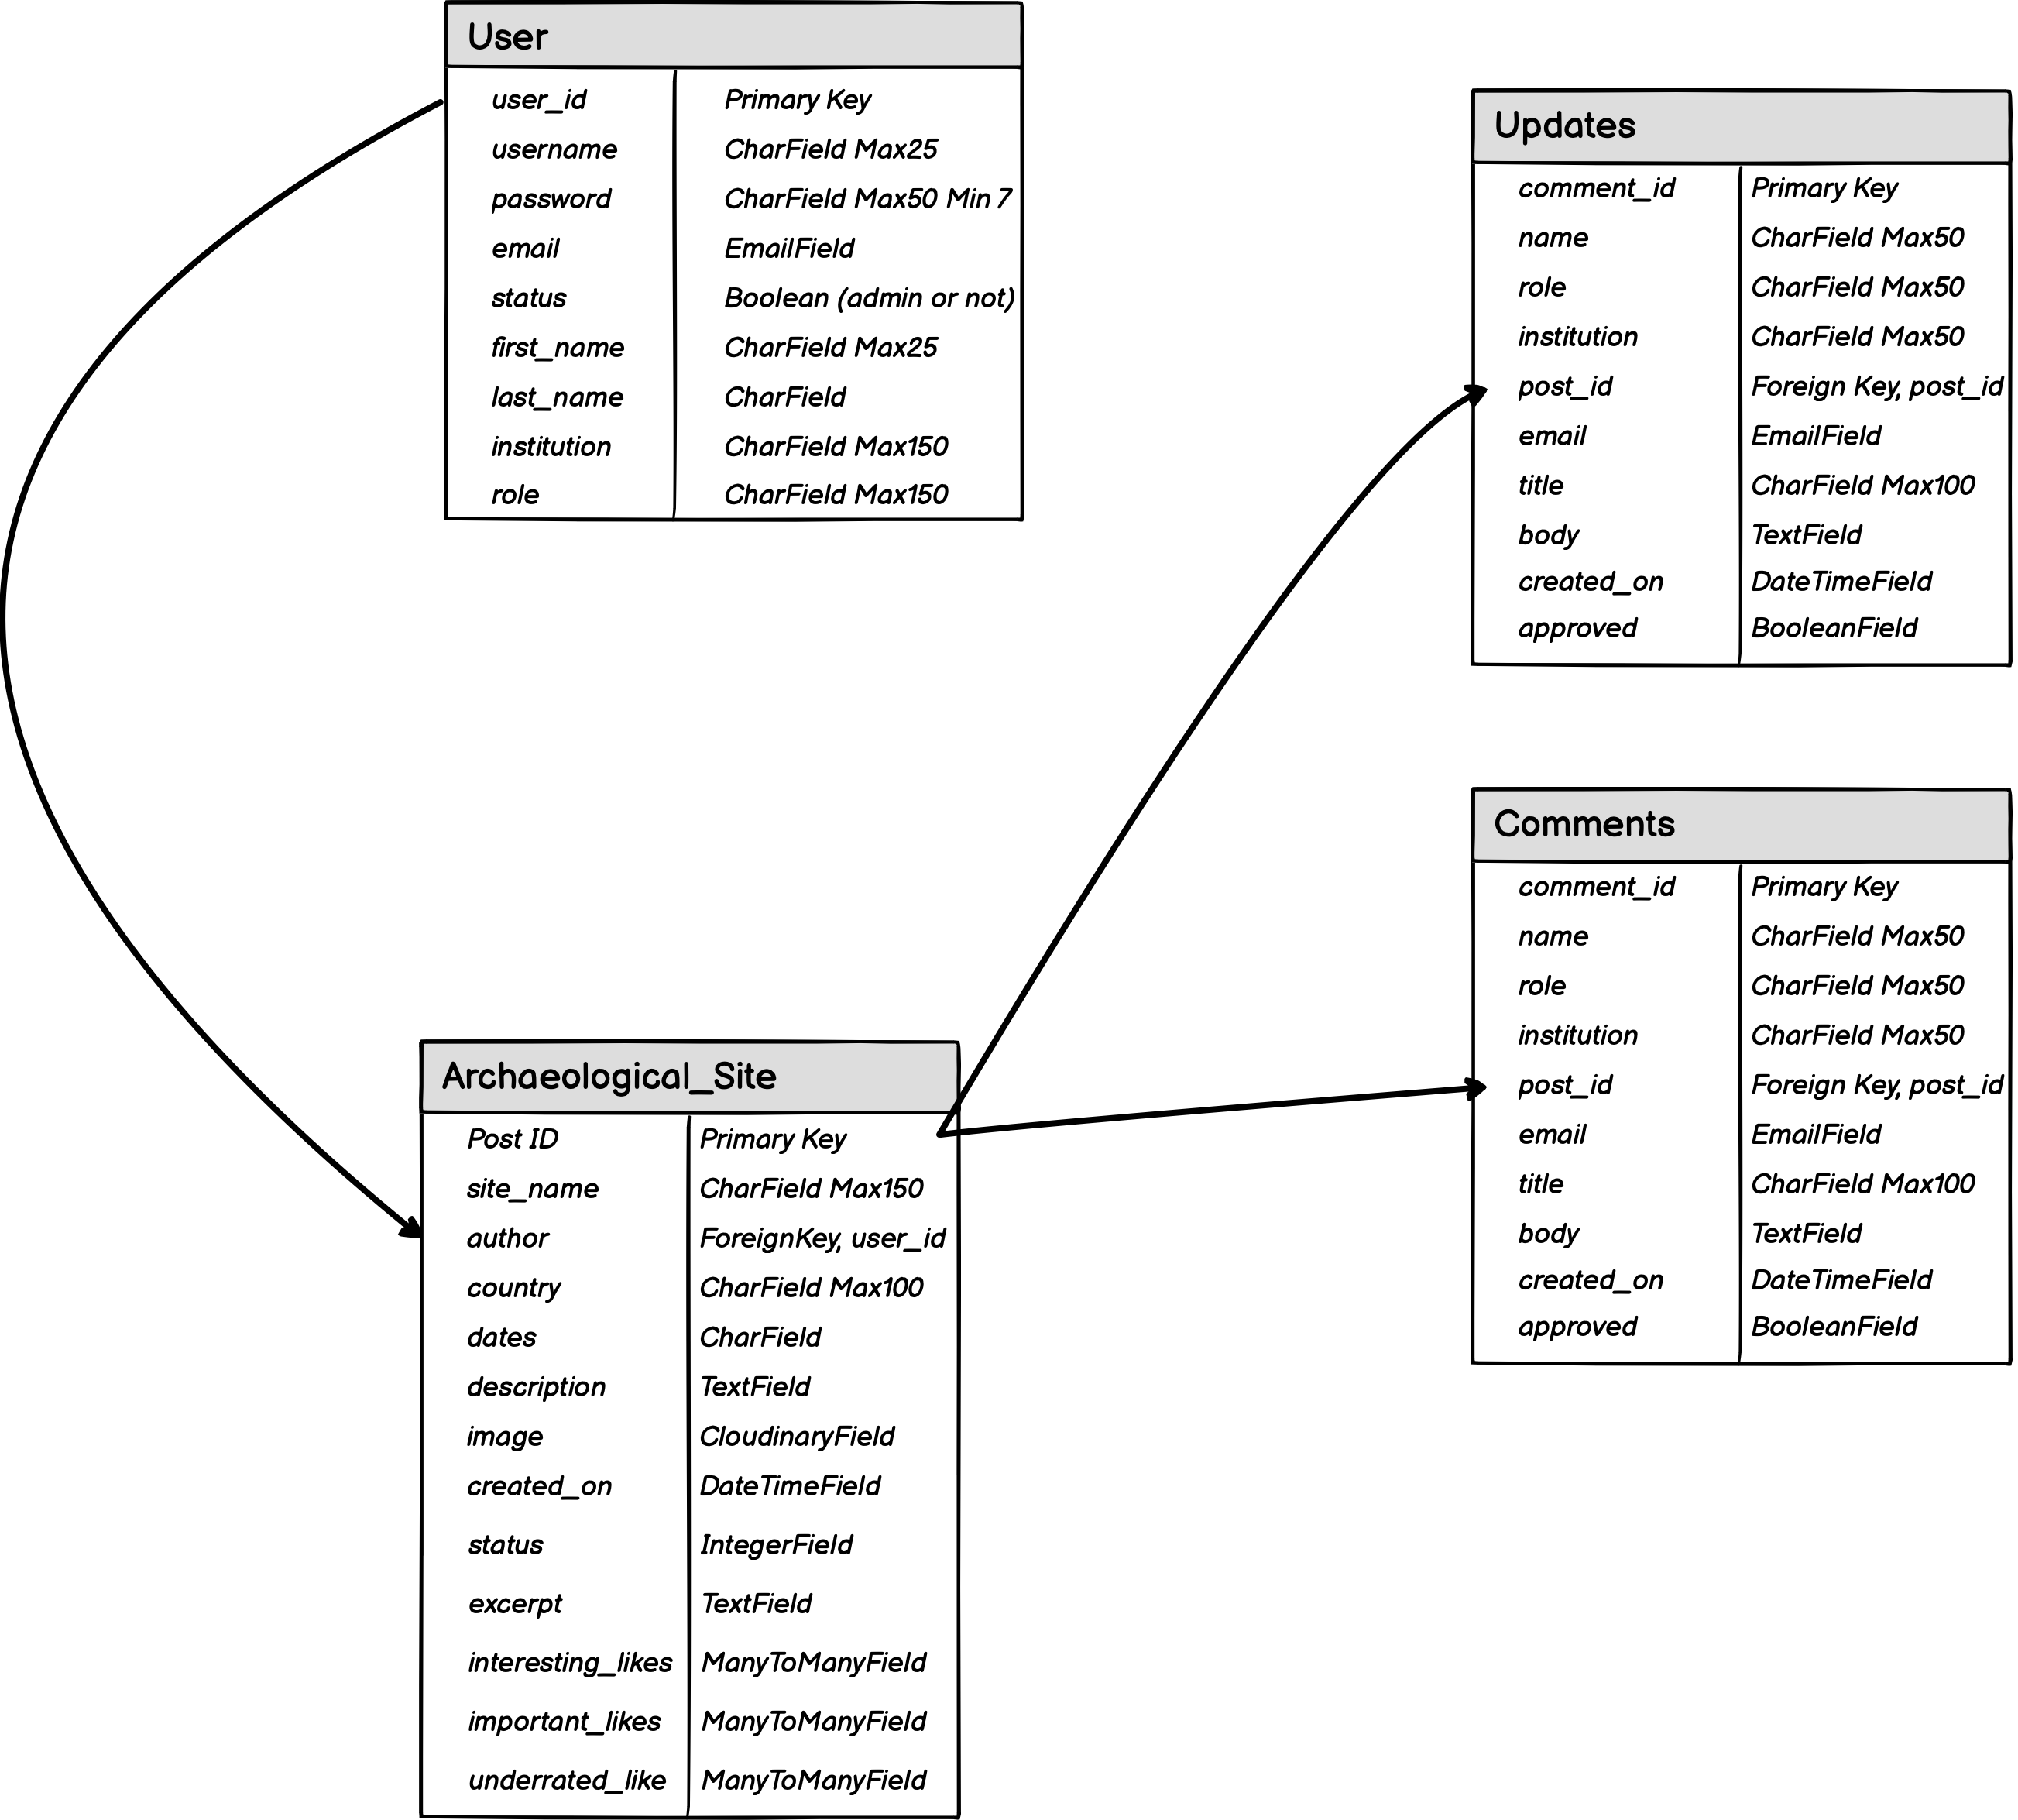 User
user_id Primary Key
username CharField Max25
password CharField Max50 Min 7
email EmailField
status Boolean (admin or not)
first_name CharField Max25
last_name CharField
institution CharField Max150
role CharField Max150
Updates
comment_id Primary Key
name CharField Max50
role CharField Max50
institution CharField Max50
post_id Foreign Key, post_id
email EmailField
title CharField Max100
body TextField
created_on DateTimeField
approved BooleanField
Comments
comment_id Primary Key
name CharField Max50
role CharField Max50
institution CharField Max50
post_id Foreign Key, post_id
email EmailField
title CharField Max100
body TextField
created_on DateTimeField
approved BooleanField
Archaeological_Site
Post ID Primary Key
site_name CharField Max150
author ForeignKey, user_id
country CharField Max100
dates CharField
description TextField
image CloudinaryField
created_on DateTimeField
status IntegerField
excerpt TextField
interesting_likes ManyToManyField
important_likes ManyToManyField
underrated_like ManyToManyField